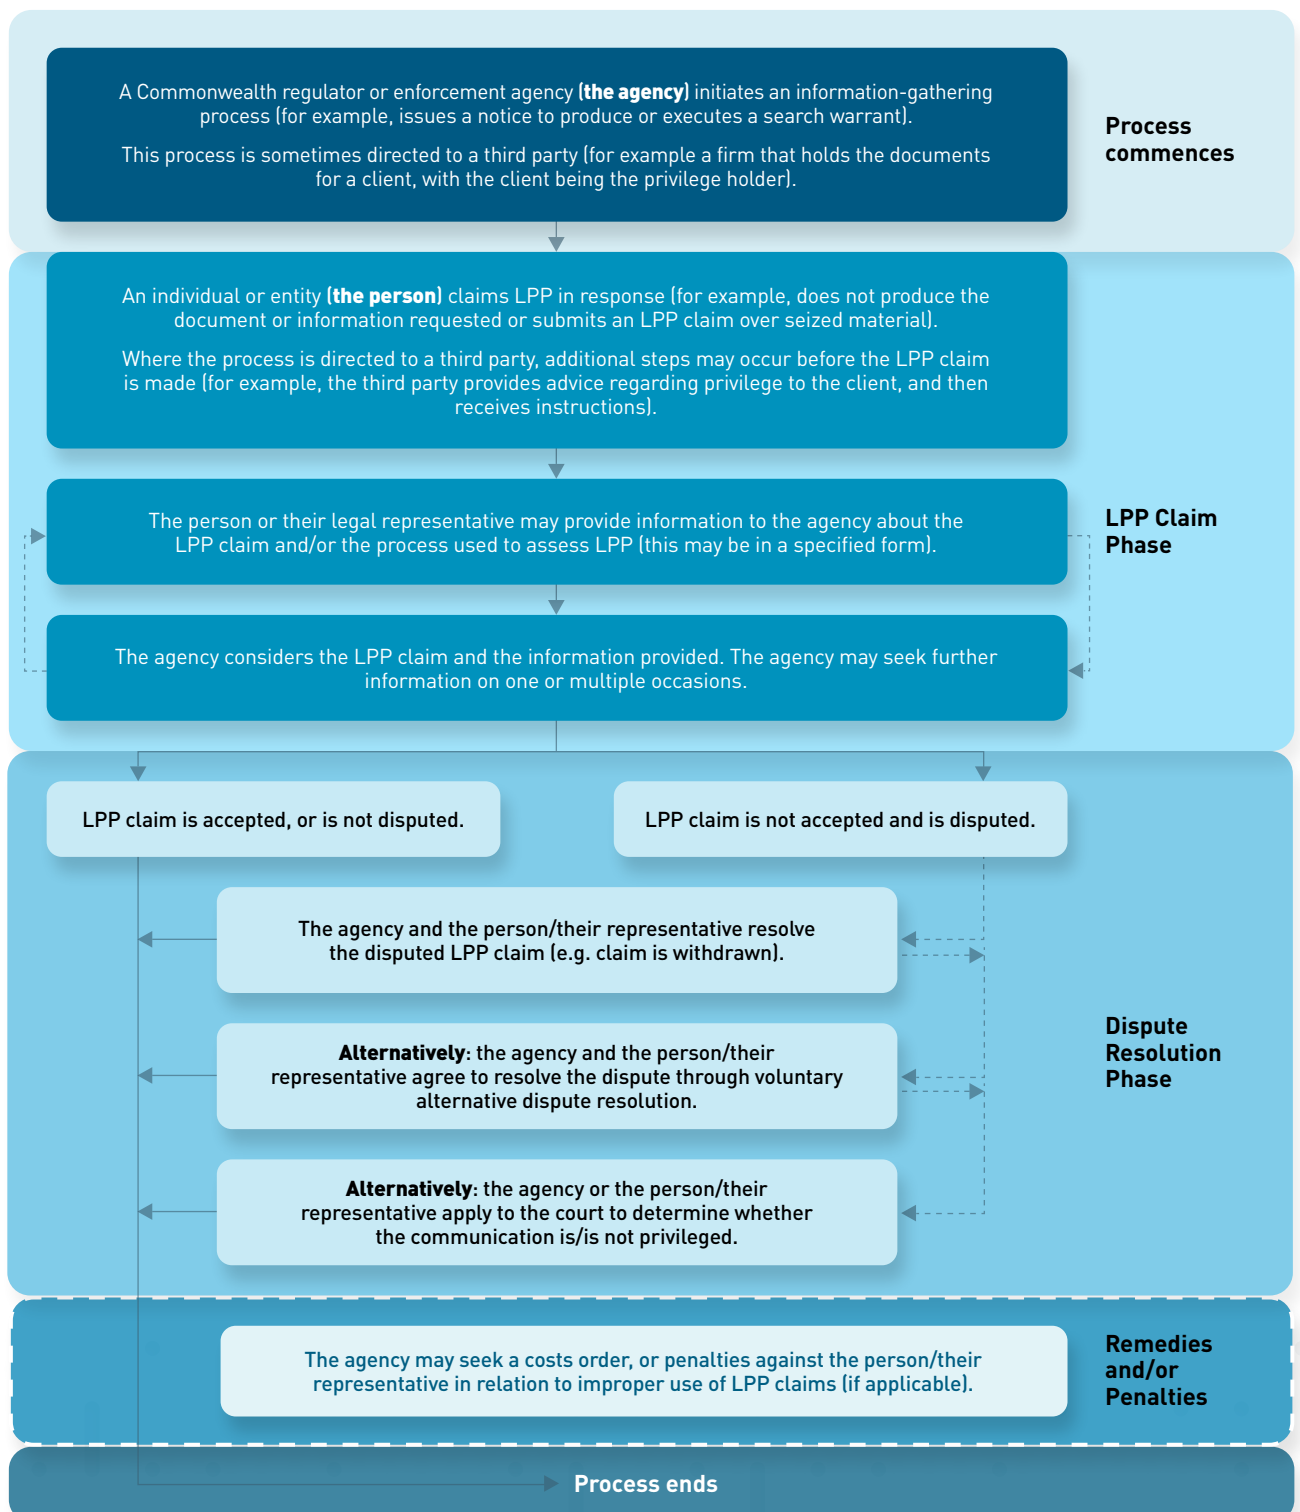 A Commonwealth regulator or enforcement agency (the agency) initiates an information-gathering
process (for example, issues a notice to produce or executes a search warrant).
This process is sometimes directed to a third party (for example a firm that holds the documents
for a client, with the client being the privilege holder).
Process
commences
An individual or entity (the person) claims LPP in response (for example, does not produce the
document or information requested or submits an LPP claim over seized material).
Where the process is directed to a third party, additional steps may occur before the LPP claim
is made (for example, the third party provides advice regarding privilege to the client, and then
receives instructions).
The person or their legal representative may provide information to the agency about the
LPP claim and/or the process used to assess LPP (this may be in a specified form).
LPP Claim
Phase
The agency considers the LPP claim and the information provided. The agency may seek further
information on one or multiple occasions.
LPP claim is accepted, or is not disputed.
LPP claim is not accepted and is disputed.
The agency and the person/their representative resolve
the disputed LPP claim (e.g. claim is withdrawn).
Alternatively: the agency and the person/their
representative agree to resolve the dispute through voluntary
alternative dispute resolution.
Dispute
Resolution
Phase
Alternatively: the agency or the person/their
representative apply to the court to determine whether
the communication is/is not privileged.
The agency may seek a costs order, or penalties against the person/their
representative in relation to improper use of LPP claims (if applicable).
Remedies
and/or
Penalties
Process ends